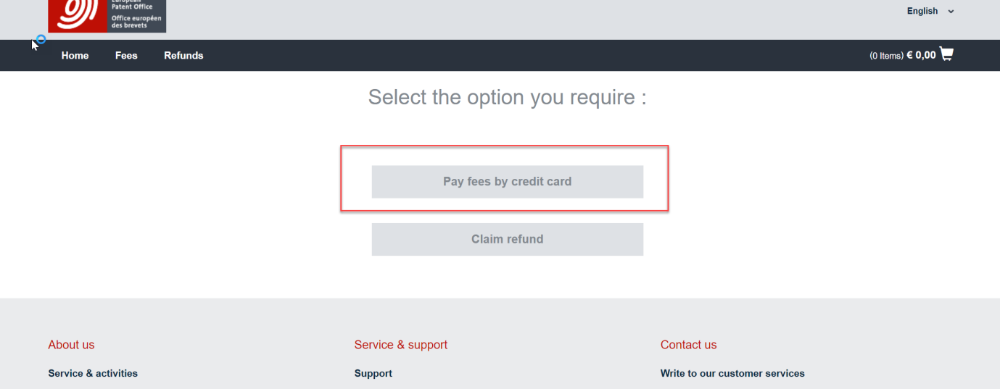 European
Patent Office
Office européen
des brevets
English
Home Fees Refunds
(0 Items) € 0,00
Select the option you require :
Pay fees by credit card
Claim refund
About us Service & support Contact us
Service & activities Support Write to our customer services